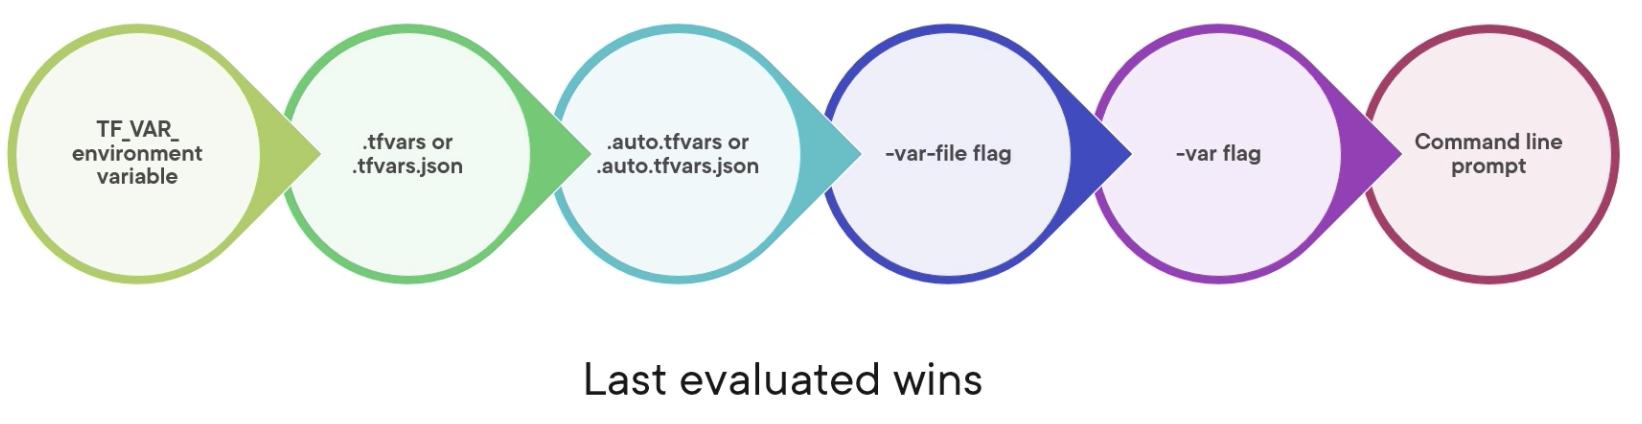 TF_VAR_
environment
variable
.tfvars or
.tfvars.json
.auto.tfvars or
.auto.tfvars.json
-var-file flag
-var flag
Command line
prompt
Last evaluated wins